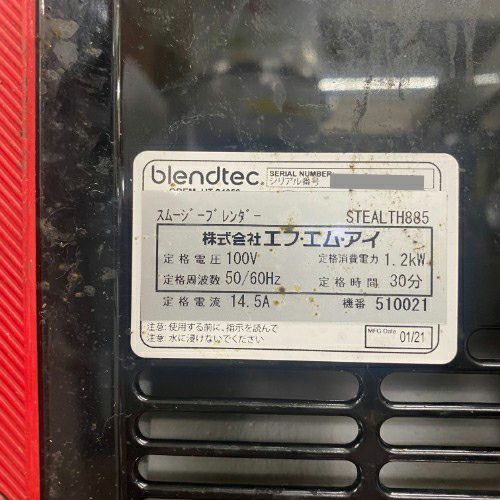 blendtec.
SERIAL NUMBER
シリアル番号
スムージーブレンダー STEALTH885
株式会社エフ・エム・アイ
定格電圧 100V 定格消費電力 1.2kW
定格周波数 50/60Hz 定格時間 30分
定格電流 14.5A 機番 510021
注意: 使用する前に、指示を読んで
注意: 水に浸けないでください
MFG Date
01/21